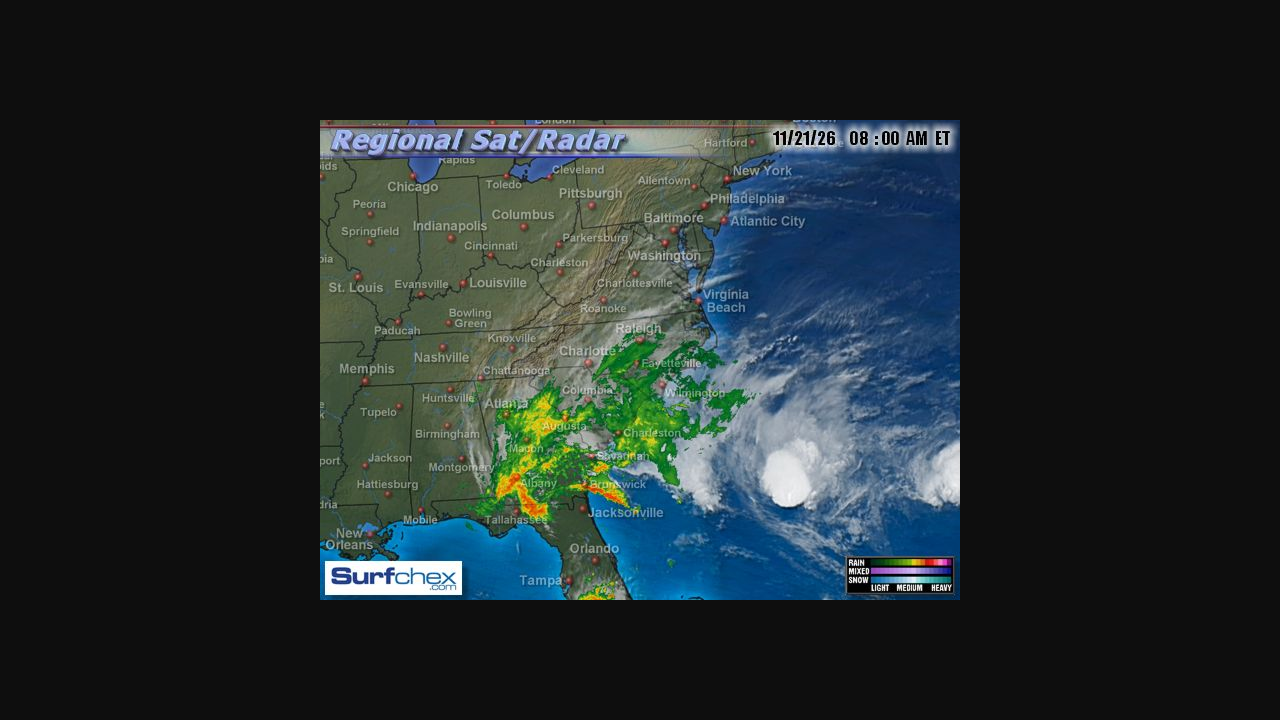 London
Boston
Regional Sat/Radar
11/21/26 08 :00 AM ET
Hartford
Rapids
Cleveland
New York
Chicago
Toledo
Pittsburgh
Allentown
Philadelphia
Peoria
Columbus
Baltimore
Atlantic City
Springfield
Indianapolis
Parkersburg
Cincinnati
Washington
Charleston
St. Louis
Evansville
Louisville
Charlottesville
Virginia
Beach
Roanoke
Bowling
Green
Paducah
Raleigh
Knoxville
Nashville
Charlotte
Fayetteville
Memphis
Chattanooga
Columbia
Wilmington
Huntsville
Atlanta
Tupelo
Augusta
Birmingham
Charleston
Macon
Jackson
Savannah
Montgomery
Hattiesburg
Albany
Brunswick
Mobile
Tallahassee
Jacksonville
New
Orleans
Orlando
Tampa
Surfchex
.com
RAIN
MIXED
SNOW
LIGHT MEDIUM HEAVY